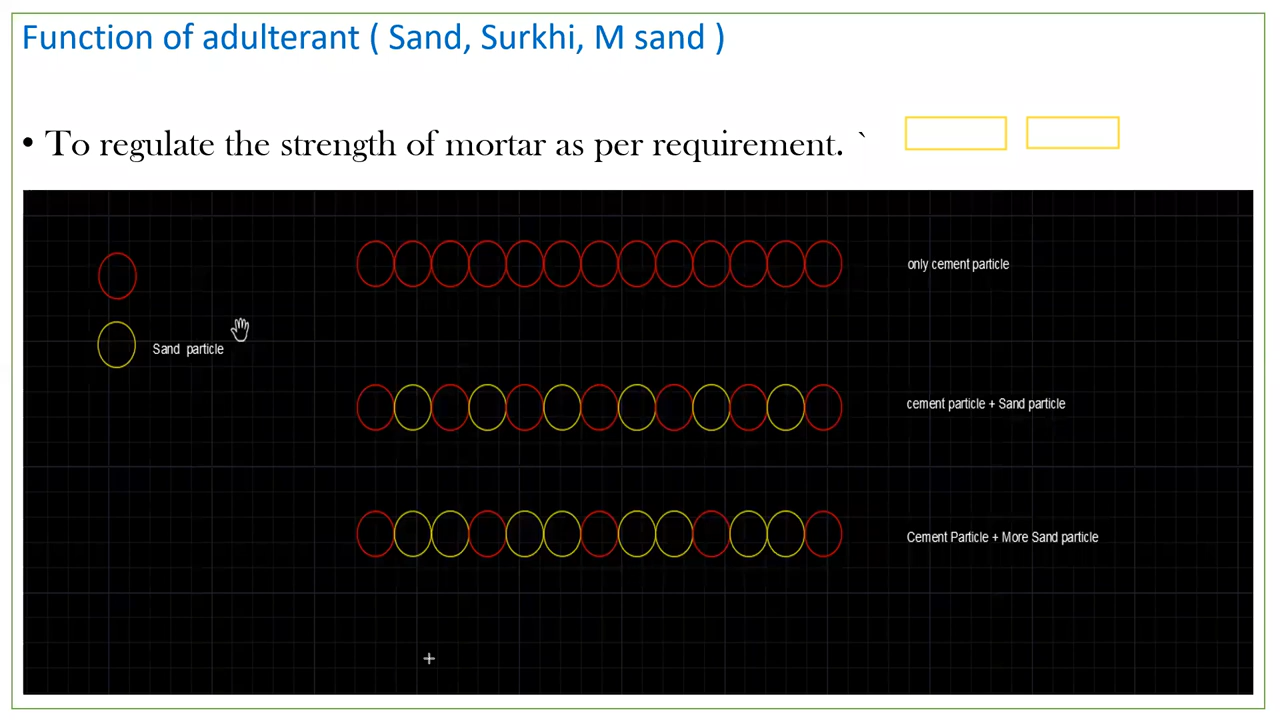 Function of adulterant ( Sand, Surkhi, M sand )
• To regulate the strength of mortar as per requirement. `
only cement particle
Sand particle
cement particle + Sand particle
Cement Particle + More Sand particle